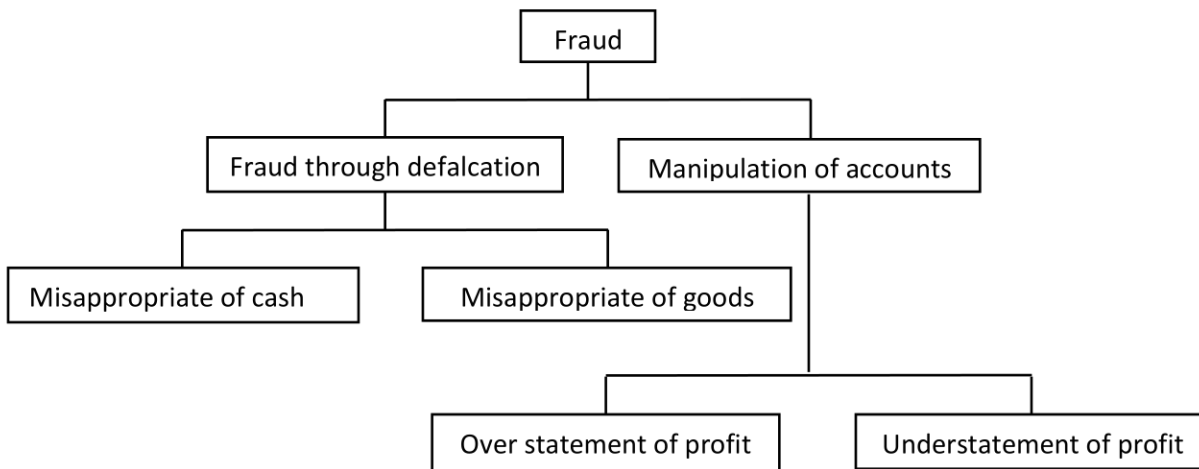 Fraud
Fraud through defalcation
Manipulation of accounts
Misappropriate of cash
Misappropriate of goods
Over statement of profit
Understatement of profit